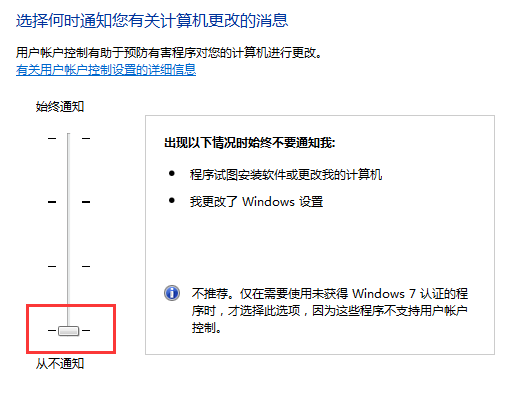 选择何时通知您有关计算机更改的消息
用户帐户控制有助于预防有害程序对您的计算机进行更改。
有关用户帐户控制设置的详细信息
始终通知
出现以下情况时始终不要通知我:
程序试图安装软件或更改我的计算机
我更改了 Windows 设置
不推荐。仅在需要使用未获得 Windows 7 认证的程
序时，才选择此选项，因为这些程序不支持用户帐户
控制。
从不通知